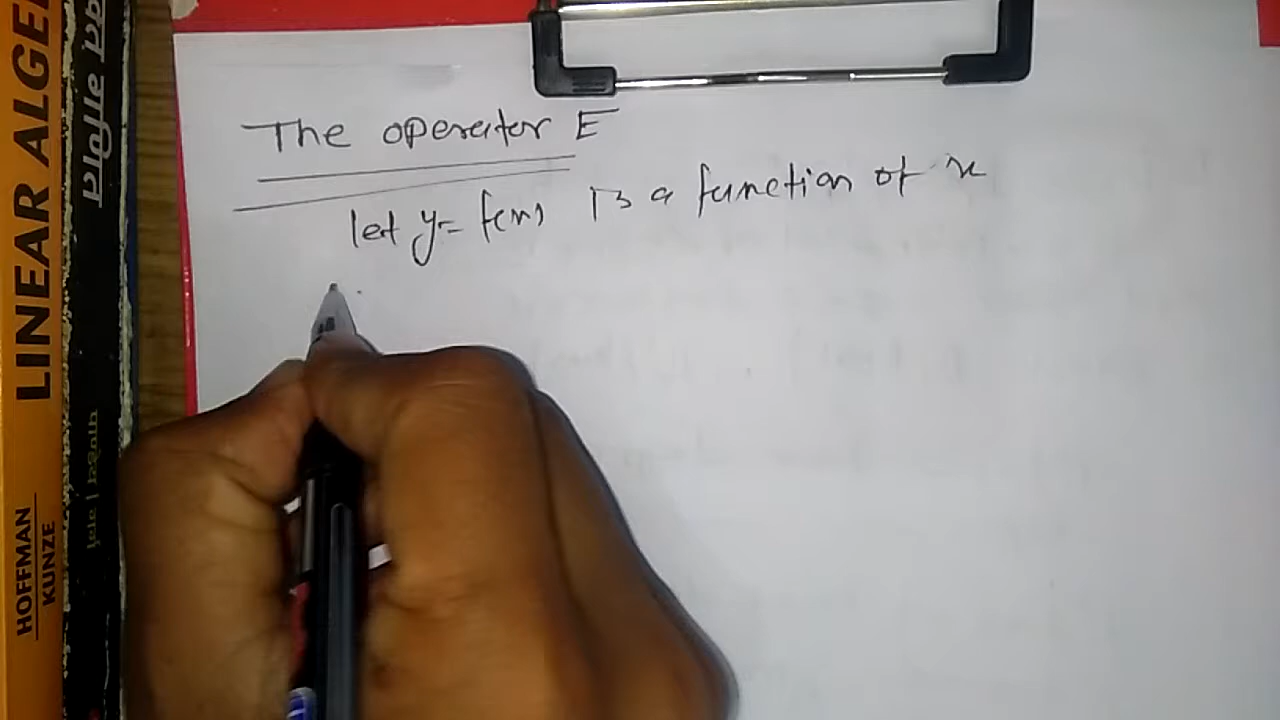 The operator E
let y = f(x) is a function of x
LINEAR ALGE
HOFFMAN
KUNZE